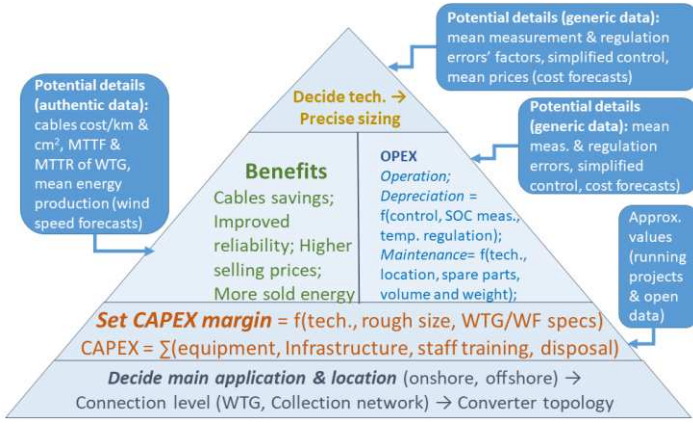 Potential details
(generic data):
mean measurement & regulation
errors' factors, simplified control,
mean prices (cost forecasts)
Decide tech. →
Precise sizing
Potential details
(authentic data):
cables cost/km &
cm², MTTF &
MTTR of WTG,
mean energy
production (wind
speed forecasts)
Potential details
(generic data): mean
meas. & regulation
errors, simplified
control, cost forecasts)
Benefits
Cables savings;
Improved
reliability; Higher
selling prices;
More sold energy
OPEX
Operation;
Depreciation =
f(control, SOC meas.,
temp. regulation);
Maintenance= f(tech.,
location, spare parts,
volume and weight);
Approx.
values
(running
projects
& open
data)
Set CAPEX margin = f(tech., rough size, WTG/WF specs)
CAPEX = ∑(equipment, Infrastructure, staff training, disposal)
Decide main application & location (onshore, offshore) →
Connection level (WTG, Collection network) → Converter topology